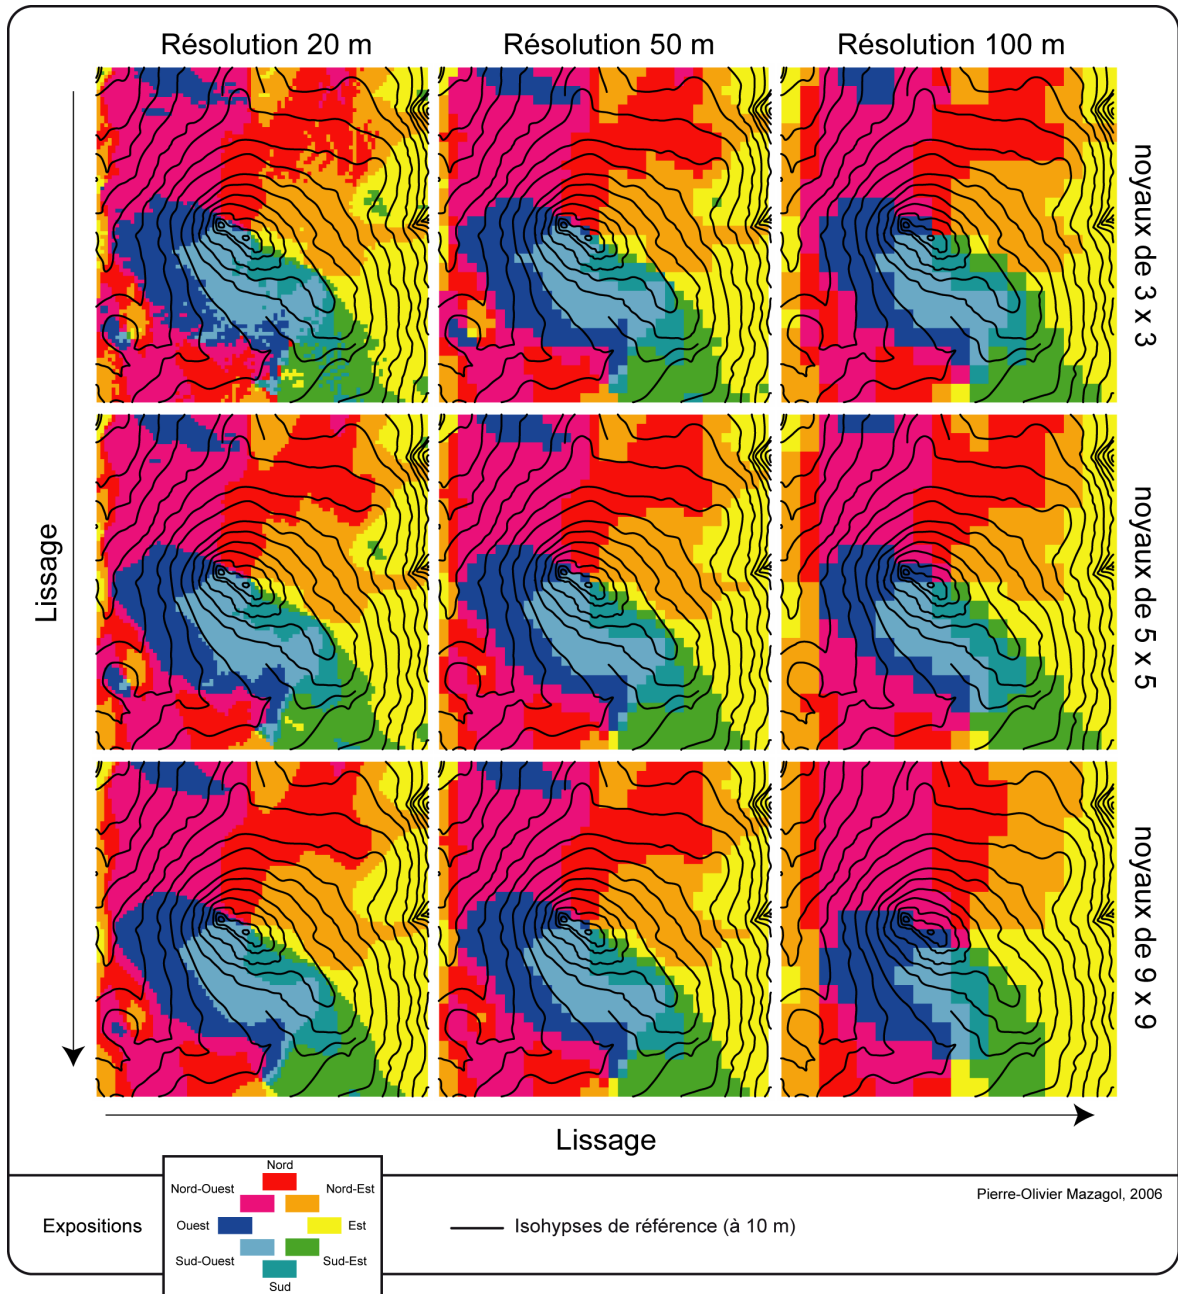 Résolution 20 m
Résolution 50 m
Résolution 100 m
noyaux de 3 x 3
noyaux de 5 x 5
noyaux de 9 x 9
Lissage
Lissage
Expositions
Nord
Nord-Ouest
Nord-Est
Ouest
Est
Sud-Ouest
Sud-Est
Sud
Isohypses de référence (à 10 m)
Pierre-Olivier Mazagol, 2006